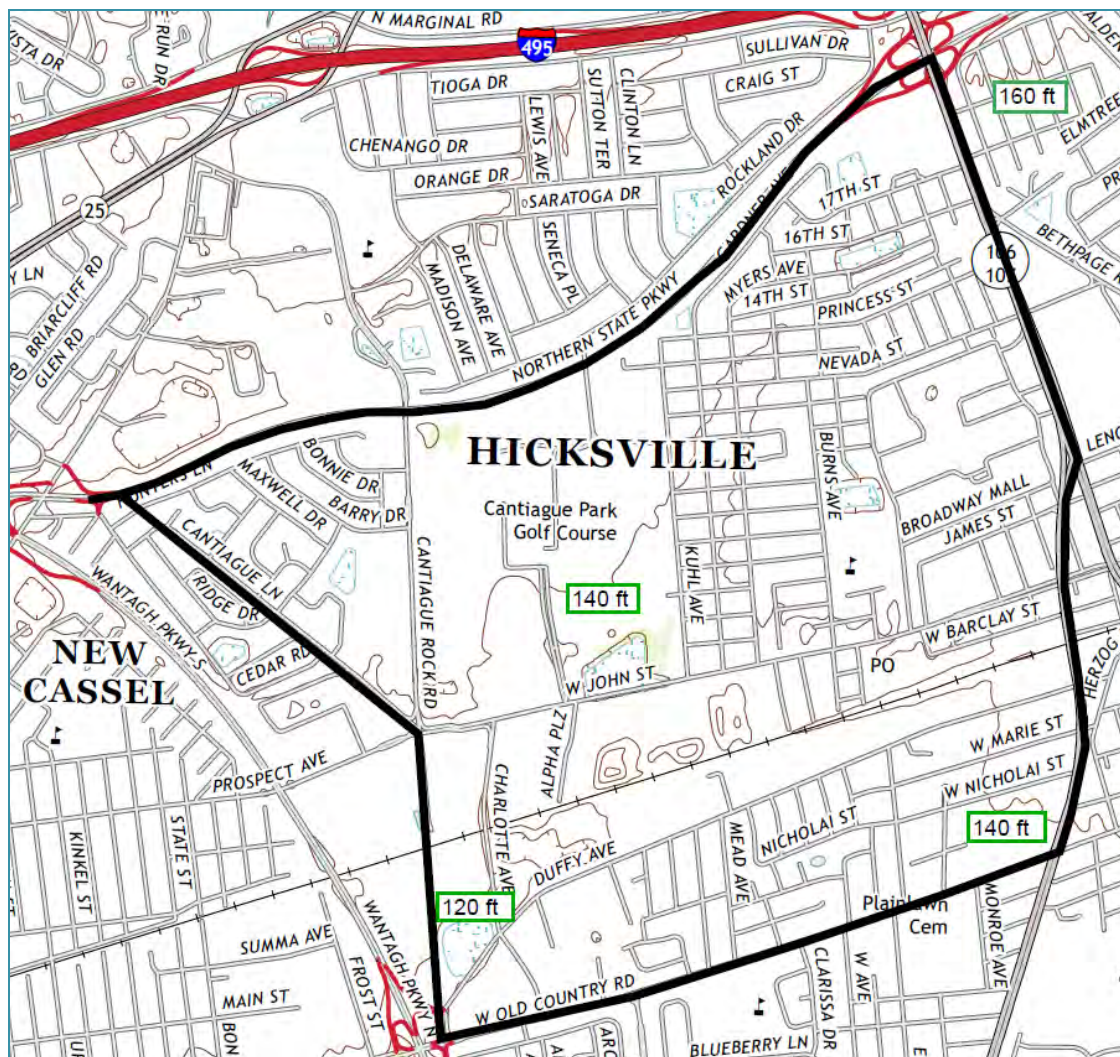 N MARGINAL RD
495
SULLIVAN DR
RUN DR
TIOGA DR
CRAIG ST
SUTTON TER
CLINTON LN
LEWIS AVE
160 ft
CHENANGO DR
ORANGE DR
ROCKLAND DR
SARATOGA DR
17TH ST
25
SENECA PL
16TH ST
106
BETHPAGE
DELAWARE AVE
MADISON AVE
MYERS AVE
14TH ST
BRIARCLIFF RD
GLEN RD
RD
PRINCESS ST
NORTHERN STATE PKWY
NEVADA ST
HICKSVILLE
BONNIE DR
MAXWELL DR
BARRY DR
BURNS AVE
BROADWAY MALL
JAMES ST
Cantiague Park
Golf Course
CANTIAGUE LN
CANTIAGUE ROCK RD
KUHL AVE
RIDGE DR
WANTAGH PKWY S
140 ft
CEDAR RD
NEW
CASSEL
W BARCLAY ST
PO
W JOHN ST
HERZOG
ALPHA PLZ
W MARIE ST
PROSPECT AVE
CHARLOTTE AVE
W NICHOLAI ST
NICHOLAI ST
140 ft
KINKEL ST
STATE ST
DUFFY AVE
MEAD AVE
120 ft
Plainlawn
Cem
MONROE AVE
SUMMA AVE
WANTAGH PKWY N
FROST ST
CLARISSA DR
W AVE
MAIN ST
W OLD COUNTRY RD
BLUEBERRY LN